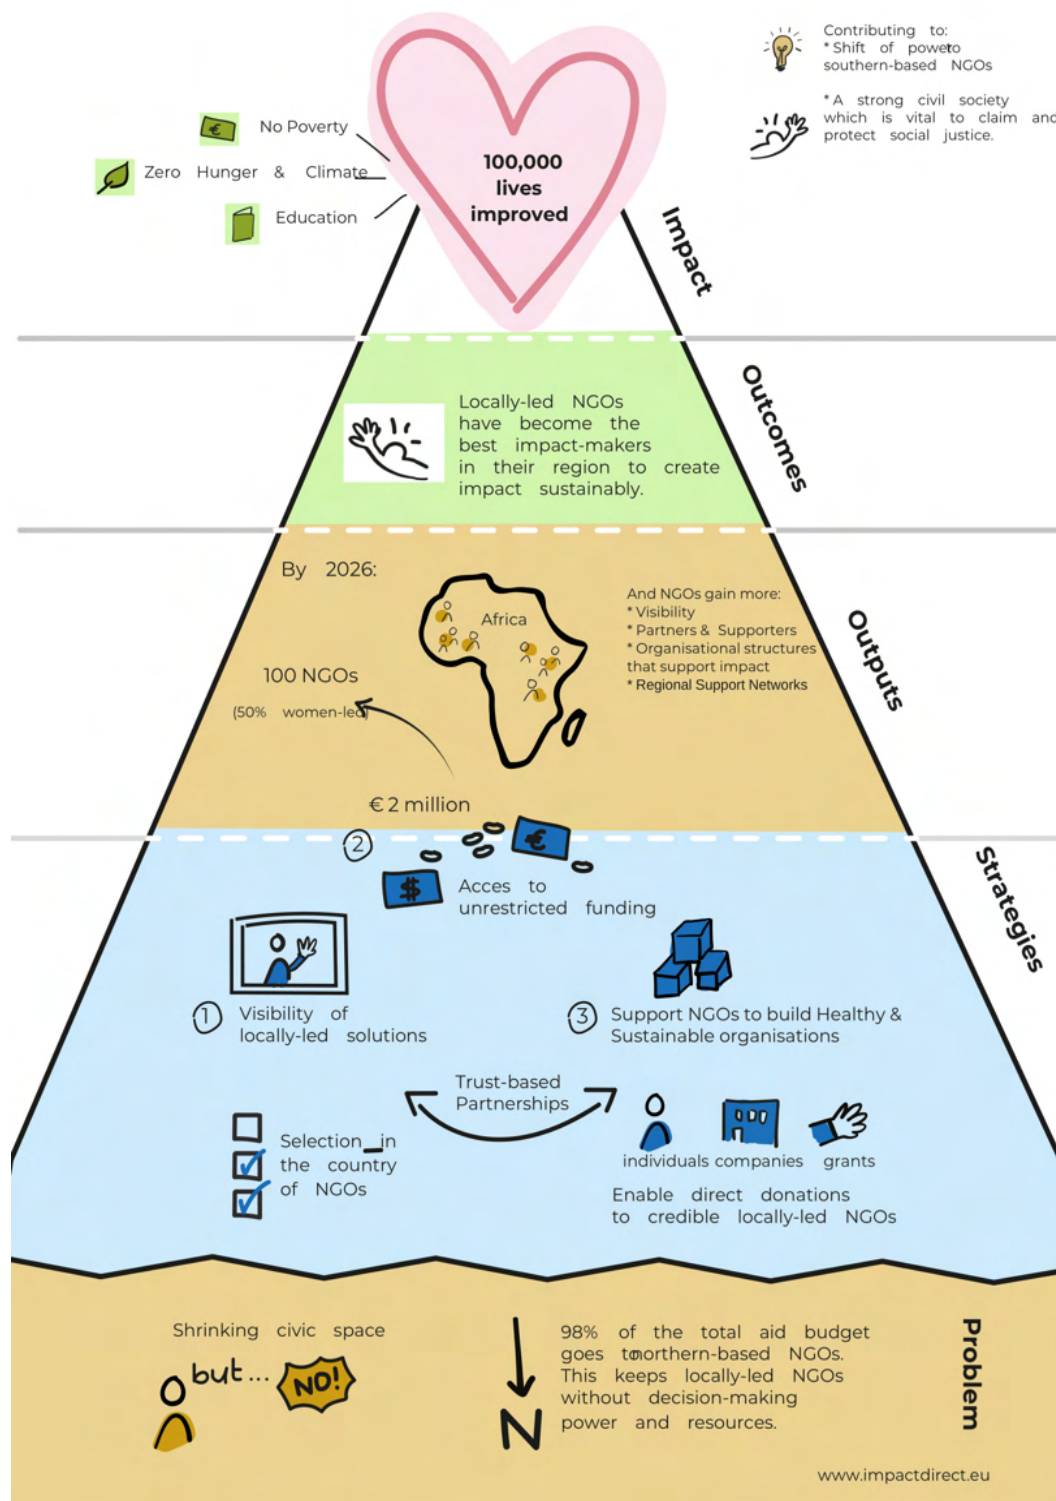 Contributing to:
* Shift of power to
southern-based NGOs
* A strong civil society
which is vital to claim and
protect social justice.
€
No Poverty
Zero Hunger & Climate
Education
100,000
lives
improved
Impact
Outcomes
Locally-led NGOs
have become the
best impact-makers
in their region to create
impact sustainably.
By 2026:
Africa
And NGOs gain more:
* Visibility
* Partners & Supporters
* Organisational structures
that support impact
* Regional Support Networks
Outputs
100 NGOs
(50% women-led)
€ 2 million
2
€
$
Acces to
unrestricted funding
Strategies
1
Visibility of
locally-led solutions
3
Support NGOs to build Healthy &
Sustainable organisations
Trust-based
Partnerships
Selection in
the country
of NGOs
individuals companies grants
Enable direct donations
to credible locally-led NGOs
Shrinking civic space
but...
NO!
N
98% of the total aid budget
goes to northern-based NGOs.
This keeps locally-led NGOs
without decision-making
power and resources.
Problem
www.impactdirect.eu